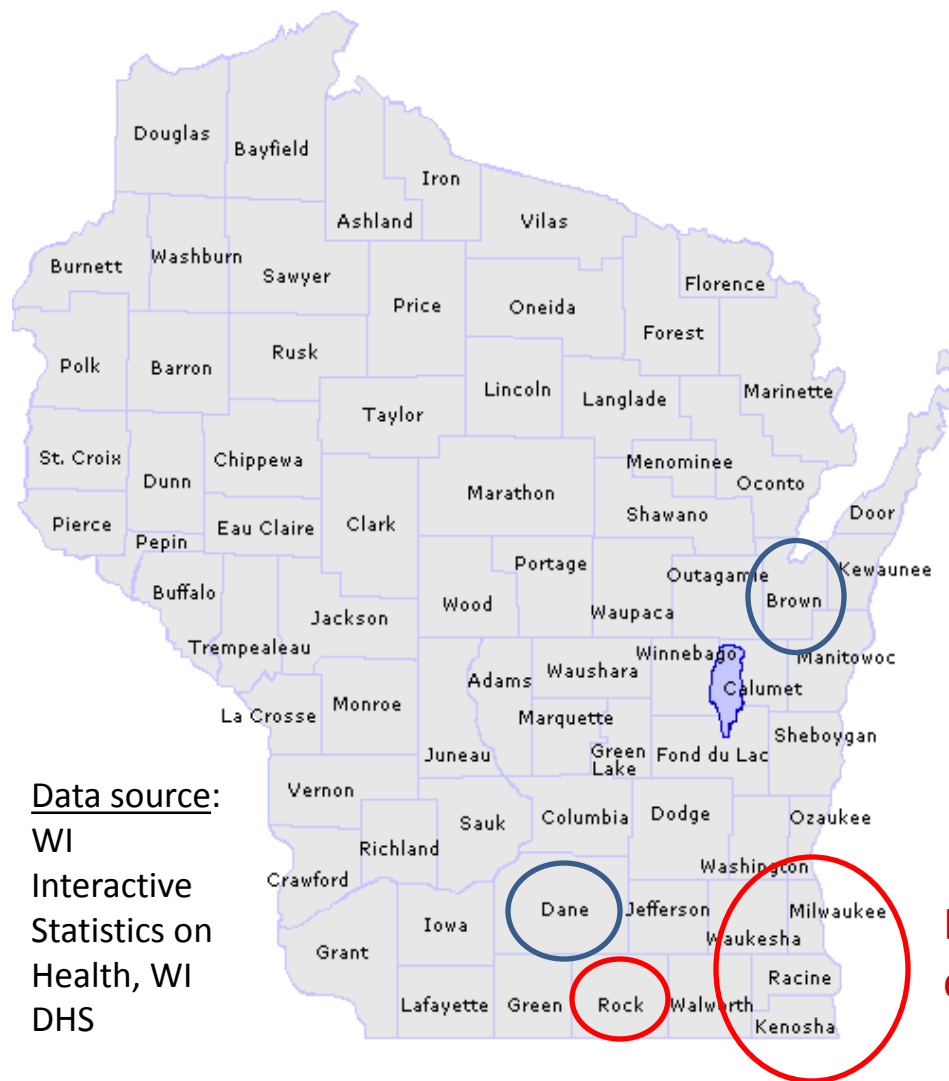 Douglas
Bayfield
Iron
Ashland
Vilas
Burnett
Washburn
Sawyer
Price
Oneida
Florence
Forest
Polk
Barron
Rusk
Lincoln
Langlade
Marinette
Taylor
St. Croix
Dunn
Chippewa
Menominee
Oconto
Marathon
Pierce
Pepin
Eau Claire
Clark
Shawano
Door
Buffalo
Portage
Outagamie
Kewaunee
Trempealeau
Jackson
Wood
Waupaca
Brown
Winnebago
Manitowoc
La Crosse
Monroe
Adams
Waushara
Calumet
Juneau
Marquette
Green
Lake
Fond du Lac
Sheboygan
Vernon
Sauk
Columbia
Dodge
Ozaukee
Richland
Washington
Crawford
Iowa
Dane
Jefferson
Waukesha
Milwaukee
Grant
Lafayette
Green
Rock
Walworth
Racine
Kenosha
Data source:
WI
Interactive
Statistics on
Health, WI
DHS